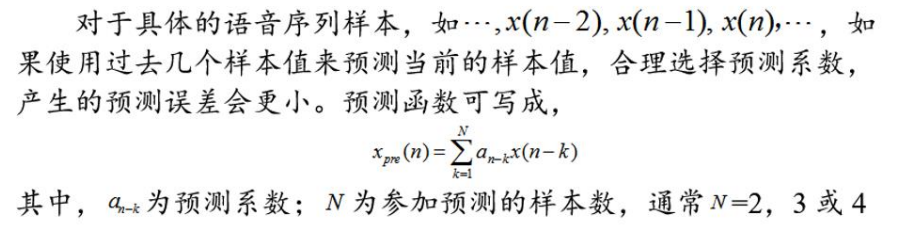 对于具体的语音序列样本，如…,x(n−2), x(n−1), x(n),…，如
果使用过去几个样本值来预测当前的样本值，合理选择预测系数，
产生的预测误差会更小。预测函数可写成，
x_{pre}(n)=\sum_{k=1}^{N} a_{n-k}x(n-k)
其中，a_{n-k}为预测系数；N 为参加预测的样本数，通常 N=2，3 或 4